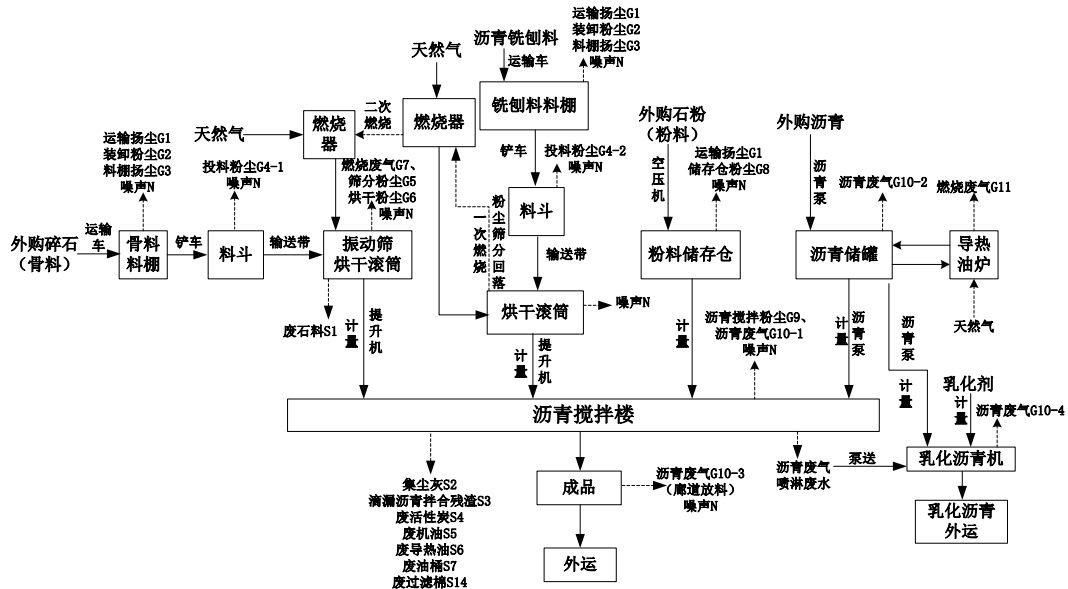 运输扬尘G1
装卸粉尘G2
料棚扬尘G3
噪声N
沥青铣刨料
运输车
天然气
铣刨料料棚
二次
燃烧
燃烧器
燃烧
器
天然气
外购石粉
（粉料）
外购沥青
运输扬尘G1
装卸粉尘G2
料棚扬尘G3
噪声N
投料粉尘G4-1
噪声N
燃烧废气G7、
筛分粉尘G5
烘干粉尘G6
噪声N
铲车
投料粉尘G4-2
噪声N
空压机
运输扬尘G1
储存仓粉尘G8
噪声N
沥青泵
沥青废气G10-2
燃烧废气G11
一次燃烧
粉尘筛分回落
料斗
外购碎石
（骨料）
运输
车
骨料
料棚
铲车
料斗
输送带
振动筛
烘干滚筒
输送带
粉料储存仓
沥青储罐
导热
油炉
烘干滚筒
噪声N
废石料S1
计量
提升机
计量
提升机
计量
沥青搅拌粉尘G9、
沥青废气G10-1
噪声N
计量
沥青泵
沥青泵
计量
天然气
乳化剂
计量
沥青废气G10-4
沥青搅拌楼
集尘灰S2
滴漏沥青拌合残渣S3
废活性炭S4
废机油S5
废导热油S6
废油桶S7
废过滤棉S14
成品
沥青废气G10-3
（廊道放料）
噪声N
沥青废气
喷淋废水
泵送
乳化沥青机
乳化沥青
外运
外运